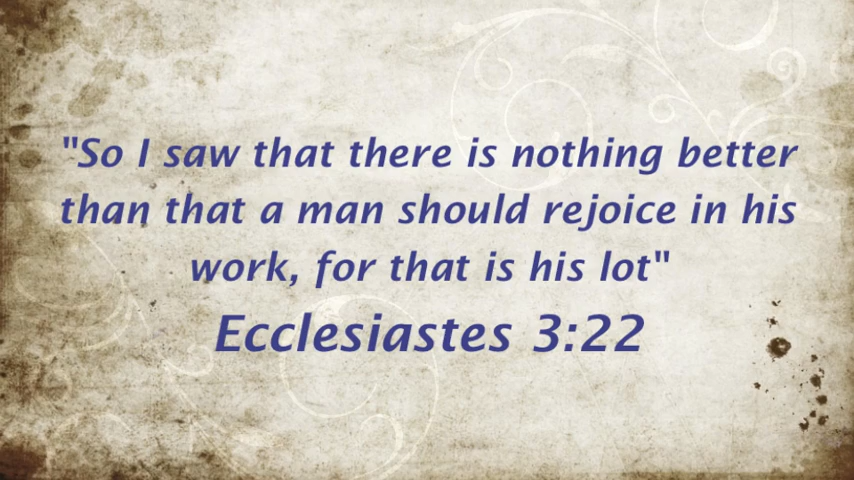 "So I saw that there is nothing better
than that a man should rejoice in his
work, for that is his lot"
Ecclesiastes 3:22